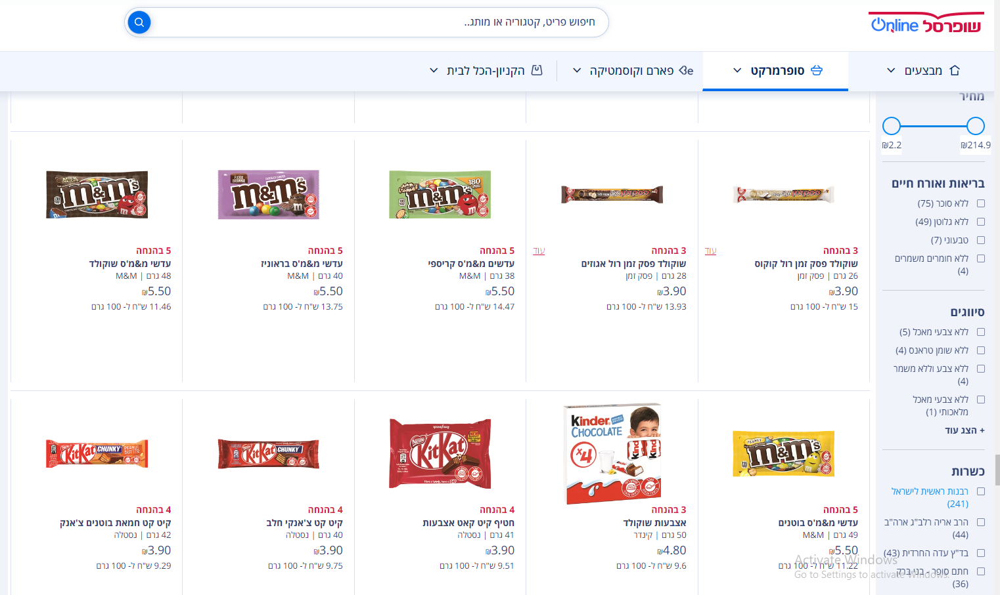 שופרסל Online
חיפוש פריט, קטגוריה או מותג..
מבצעים
סופרמרקט
פארם וקוסמטיקה
הקניון-הכל לבית
מחיר
₪214.9
₪2.2
בריאות ואורח חיים
ללא סוכר (75)
ללא גלוטן (49)
טבעוני (7)
ללא חומרים משמרים
(4)
סיווגים
ללא צבעי מאכל (5)
ללא שומן טראנס (4)
ללא צבע וללא משמר
(4)
ללא צבעי מאכל
מלאכותי (1)
+ הצג עוד
כשרות
רבנות ראשית לישראל
(241)
הרב אריה רלב"ג ארה"ב
(44)
בד"ץ עדה החרדית (43)
חתם סופר - בני ברק
(36)
3 בהנחה
עוד
שוקולד פסק זמן רול קוקוס
26 גרם | פסק זמן
₪3.90
15 ש"ח ל- 100 גרם
3 בהנחה
עוד
שוקולד פסק זמן רול אגוזים
28 גרם | פסק זמן
₪3.90
13.93 ש"ח ל- 100 גרם
m&m's
180
5 בהנחה
עדשים מ&מ'ס קריספי
38 גרם | M&M
₪5.50
14.47 ש"ח ל- 100 גרם
FUDGE
BROWNIE
m&m's
5 בהנחה
עדשי מ&מ'ס בראוניז
40 גרם | M&M
₪5.50
13.75 ש"ח ל- 100 גרם
MILK
CHOCOLATE
m&m's
5 בהנחה
עדשי מ&מ'ס שוקולד
48 גרם | M&M
₪5.50
11.46 ש"ח ל- 100 גרם
PEANUT
m&m's
5 בהנחה
עדשי מ&מ'ס בוטנים
49 גרם | M&M
₪5.50
11.22 ש"ח ל- 100 גרם
Kinder
CHOCOLATE
x4
3 בהנחה
אצבעות שוקולד
50 גרם | קינדר
₪4.80
9.6 ש"ח ל- 100 גרם
Nestle
KitKat
4 בהנחה
חטיף קיט קאט אצבעות
41 גרם | נסטלה
₪3.90
9.51 ש"ח ל- 100 גרם
KitKat CHUNKY
4 בהנחה
קיט קט צ'אנקי חלב
40 גרם | נסטלה
₪3.90
9.75 ש"ח ל- 100 גרם
KitKat CHUNKY PEANUT
BUTTER
4 בהנחה
קיט קט חמאת בוטנים צ'אנק
42 גרם | נסטלה
₪3.90
9.29 ש"ח ל- 100 גרם
Activate Windows
Go to Settings to activate Windows.